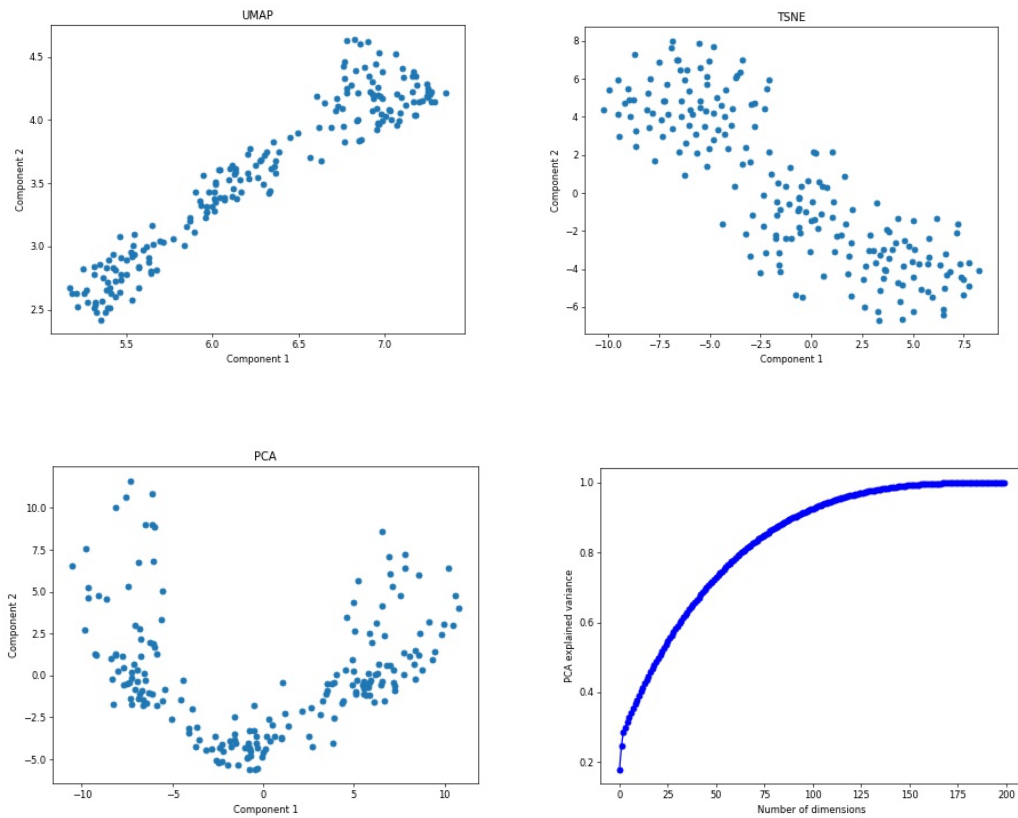 UMAP
4.5
4.0
3.5
3.0
2.5
5.5 6.0 6.5 7.0
Component 1
Component 2
TSNE
8
6
4
2
0
−2
−4
−6
−10.0 −7.5 −5.0 −2.5 0.0 2.5 5.0 7.5
Component 1
Component 2
PCA
10.0
7.5
5.0
2.5
0.0
−2.5
−5.0
−10 −5 0 5 10
Component 1
Component 2
1.0
0.8
0.6
0.4
0.2
0 25 50 75 100 125 150 175 200
Number of dimensions
PCA explained variance